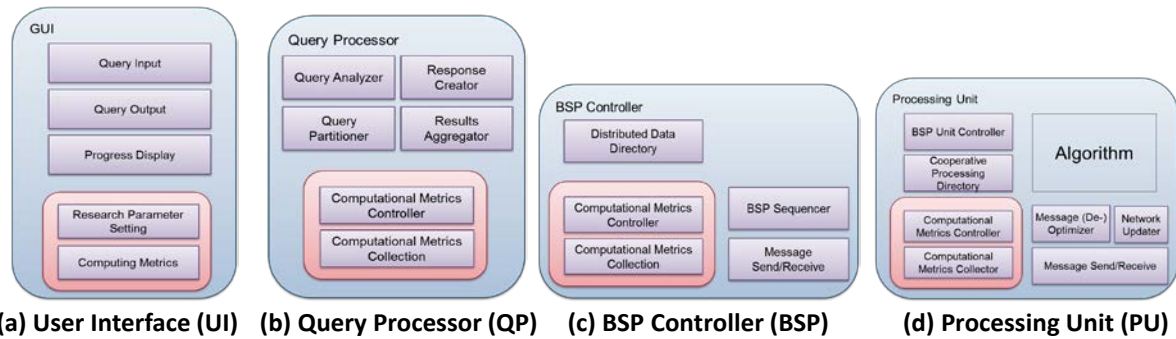 GUI
Query Input
Query Output
Progress Display
Research Parameter
Setting
Computing Metrics
(a) User Interface (UI)
Query Processor
Query Analyzer
Response
Creator
Query
Partitioner
Results
Aggregator
Computational Metrics
Controller
Computational Metrics
Collection
(b) Query Processor (QP)
BSP Controller
Distributed Data
Directory
Computational Metrics
Controller
Computational Metrics
Collection
BSP Sequencer
Message
Send/Receive
(c) BSP Controller (BSP)
Processing Unit
BSP Unit Controller
Cooperative
Processing
Directory
Algorithm
Computational
Metrics Controller
Computational
Metrics Collector
Message (De-)
Optimizer
Network
Updater
Message Send/Receive
(d) Processing Unit (PU)